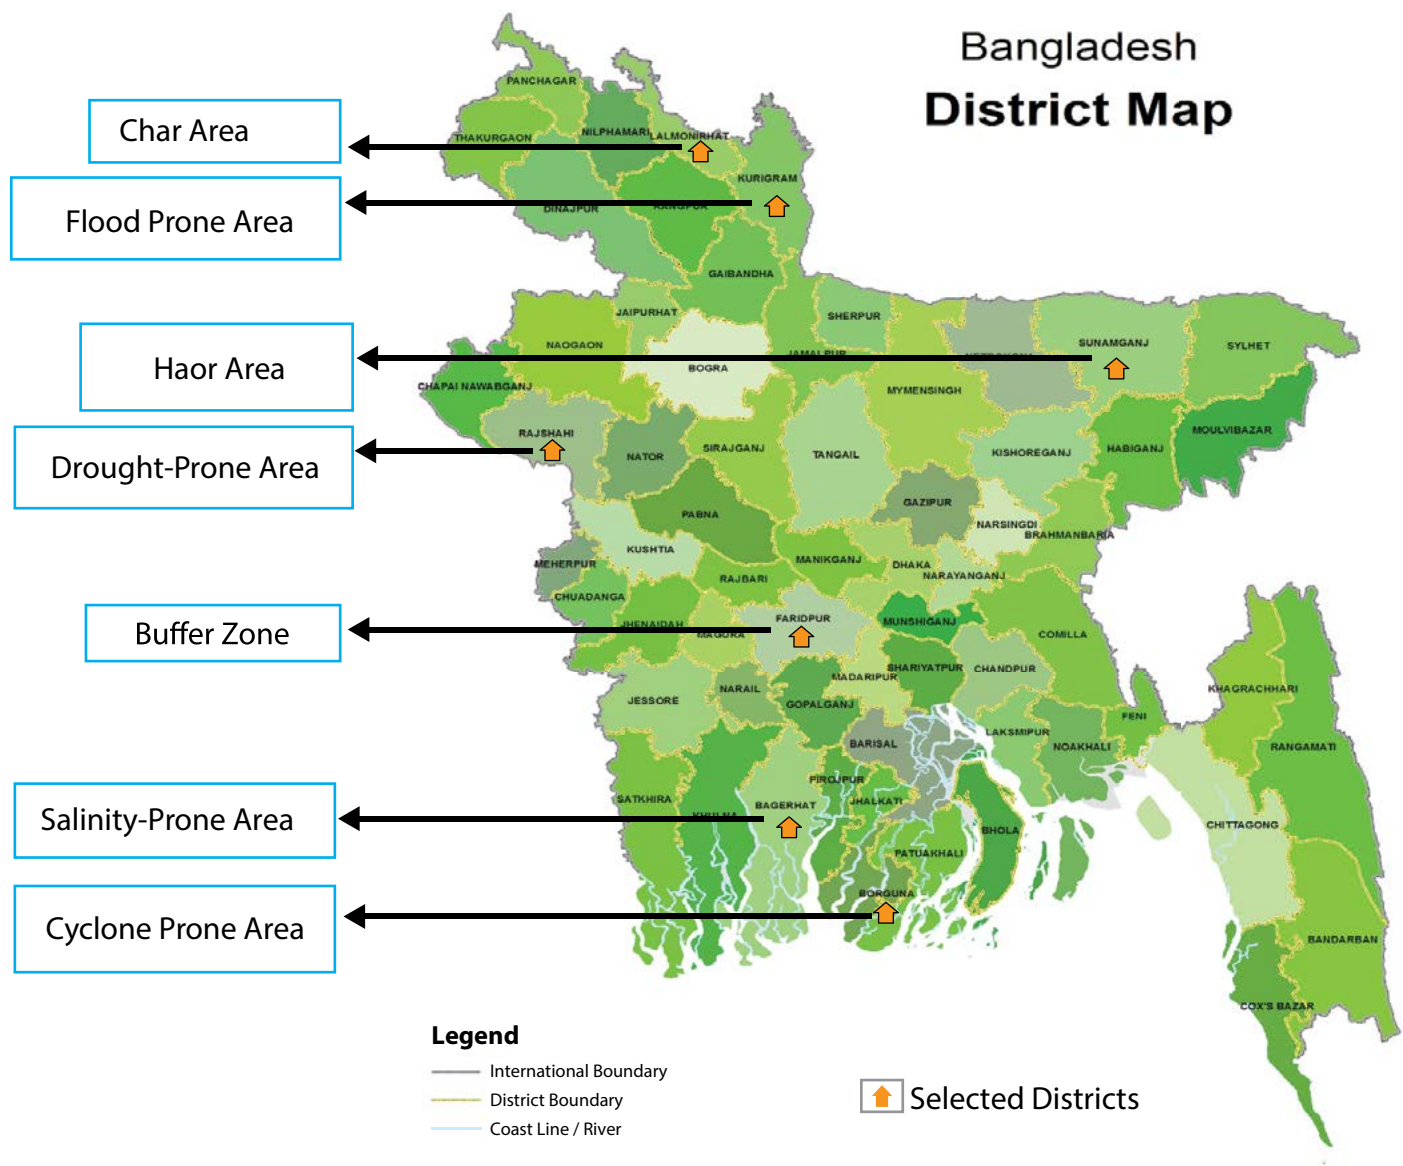 Bangladesh
District Map
Char Area
Flood Prone Area
Haor Area
Drought-Prone Area
Buffer Zone
Salinity-Prone Area
Cyclone Prone Area
PANCHAGAR
THAKURGAON
NILPHAMARI
LALMONIRHAT
KURIGRAM
DINAJPUR
RANGPUR
GAIBANDHA
JAIPURHAT
SHERPUR
NAOGAON
BOGRA
JAMALPUR
SUNAMGANJ
SYLHET
CHAPAI NAWABGANJ
MYMENSINGH
RAJSHAHI
NATOR
SIRAJGANJ
TANGAIL
KISHOREGANJ
HABIGANJ
MOULVIBAZAR
GAZIPUR
PABNA
NARSINGDI
BRAHMANBARIA
KUSHTIA
MEHERPUR
MANIKGANJ
DHAKA
NARAYANGANJ
RAJBARI
CHUADANGA
JHENAIDAH
MAGURA
FARIDPUR
MUNSHIGANJ
COMILLA
SHARIYATPUR
CHANDPUR
MADARIPUR
NARAIL
JESSORE
GOPALGANJ
KHAGRACHHARI
FENI
LAKSMIPUR
NOAKHALI
BARISAL
RANGAMATI
PIROJPUR
SATKHIRA
KHULNA
BAGERHAT
JHALKATI
BHOLA
CHITTAGONG
PATUAKHALI
BORGUNA
BANDARBAN
COX'S BAZAR
Legend
International Boundary
District Boundary
Coast Line / River
Selected Districts